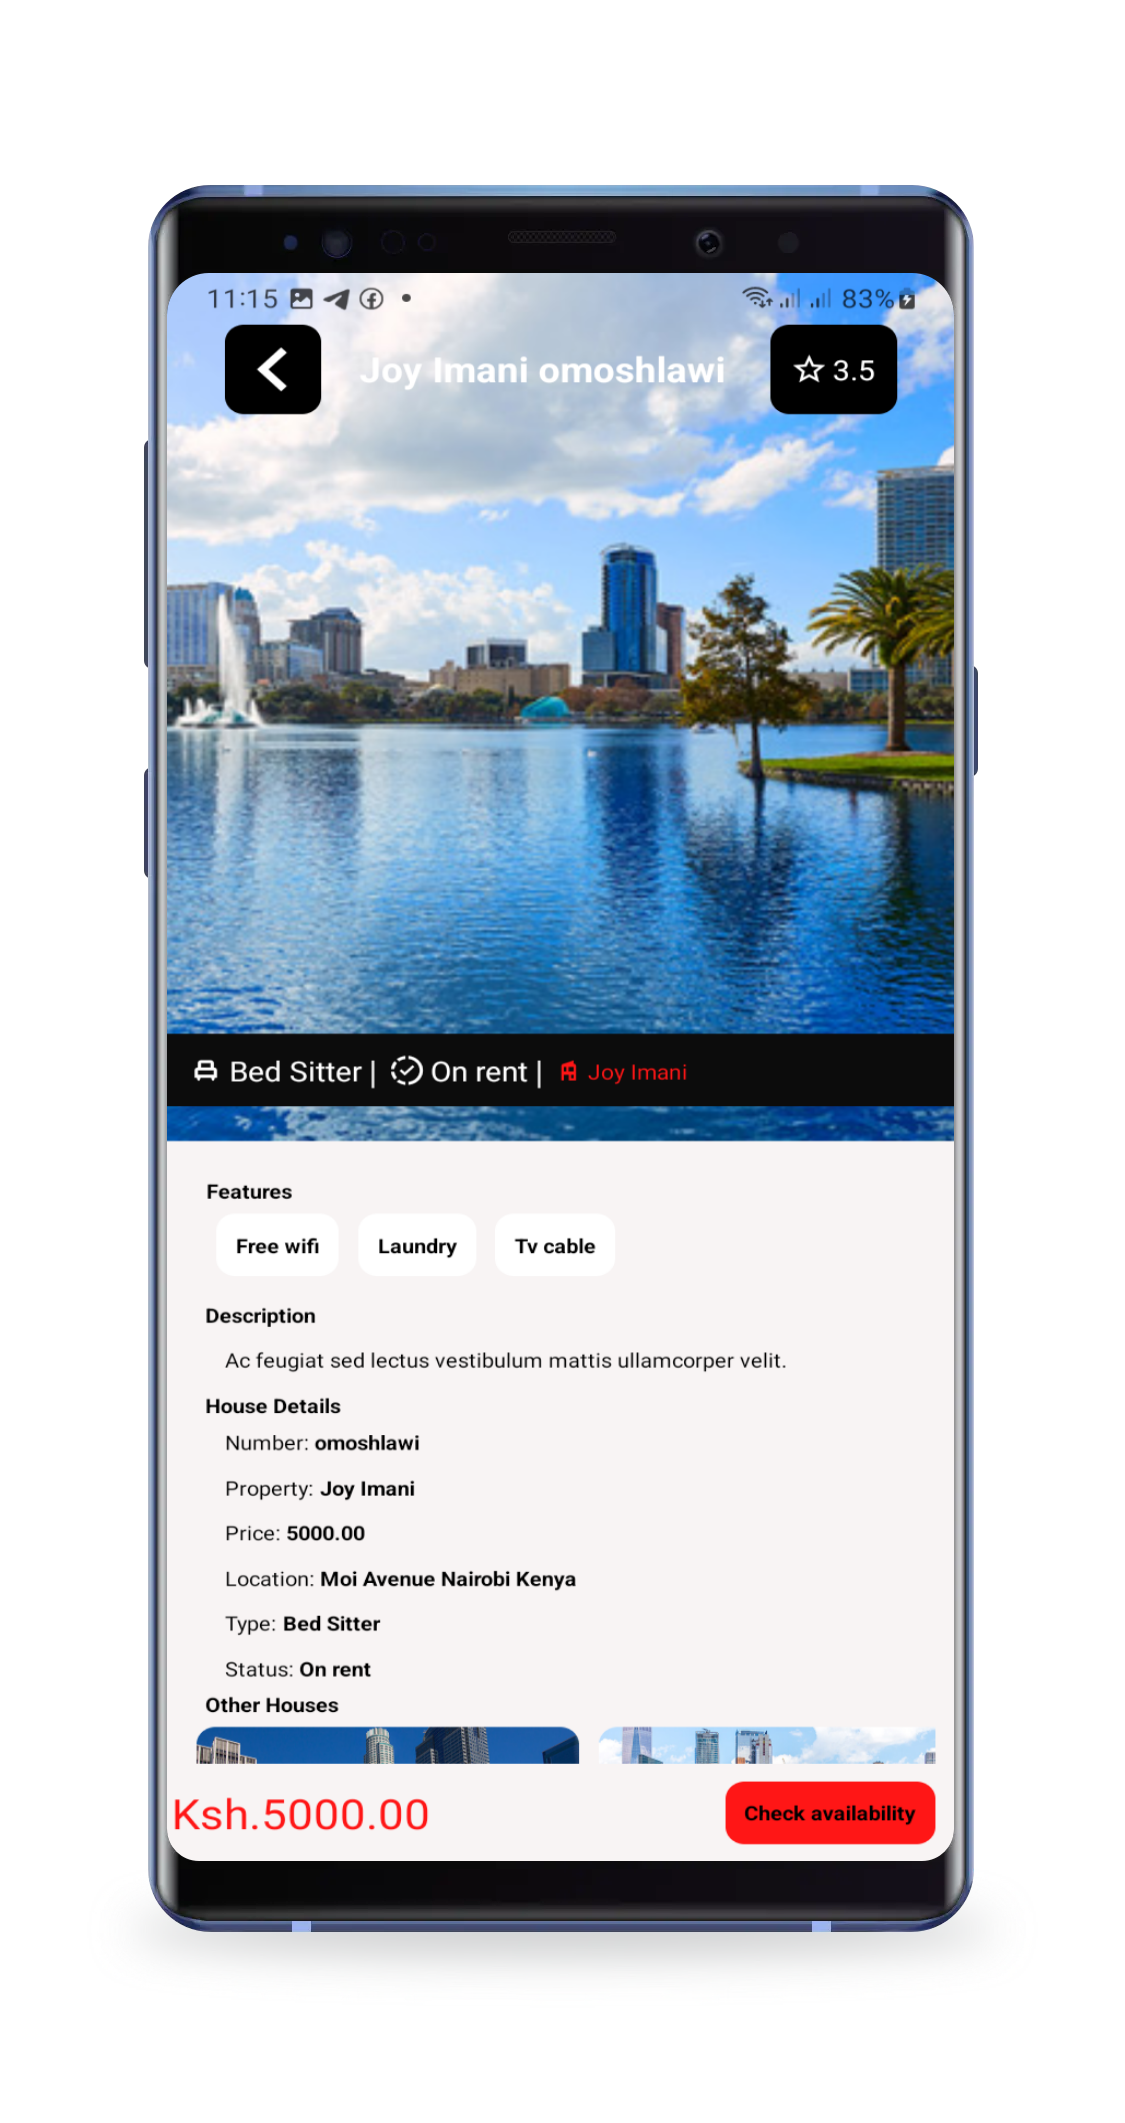 11:15 83%
Joy Imani omoshlawi 3.5
Bed Sitter | On rent | Joy Imani
Features
Free wifi Laundry Tv cable
Description
Ac feugiat sed lectus vestibulum mattis ullamcorper velit.
House Details
Number: omoshlawi
Property: Joy Imani
Price: 5000.00
Location: Moi Avenue Nairobi Kenya
Type: Bed Sitter
Status: On rent
Other Houses
Ksh.5000.00 Check availability